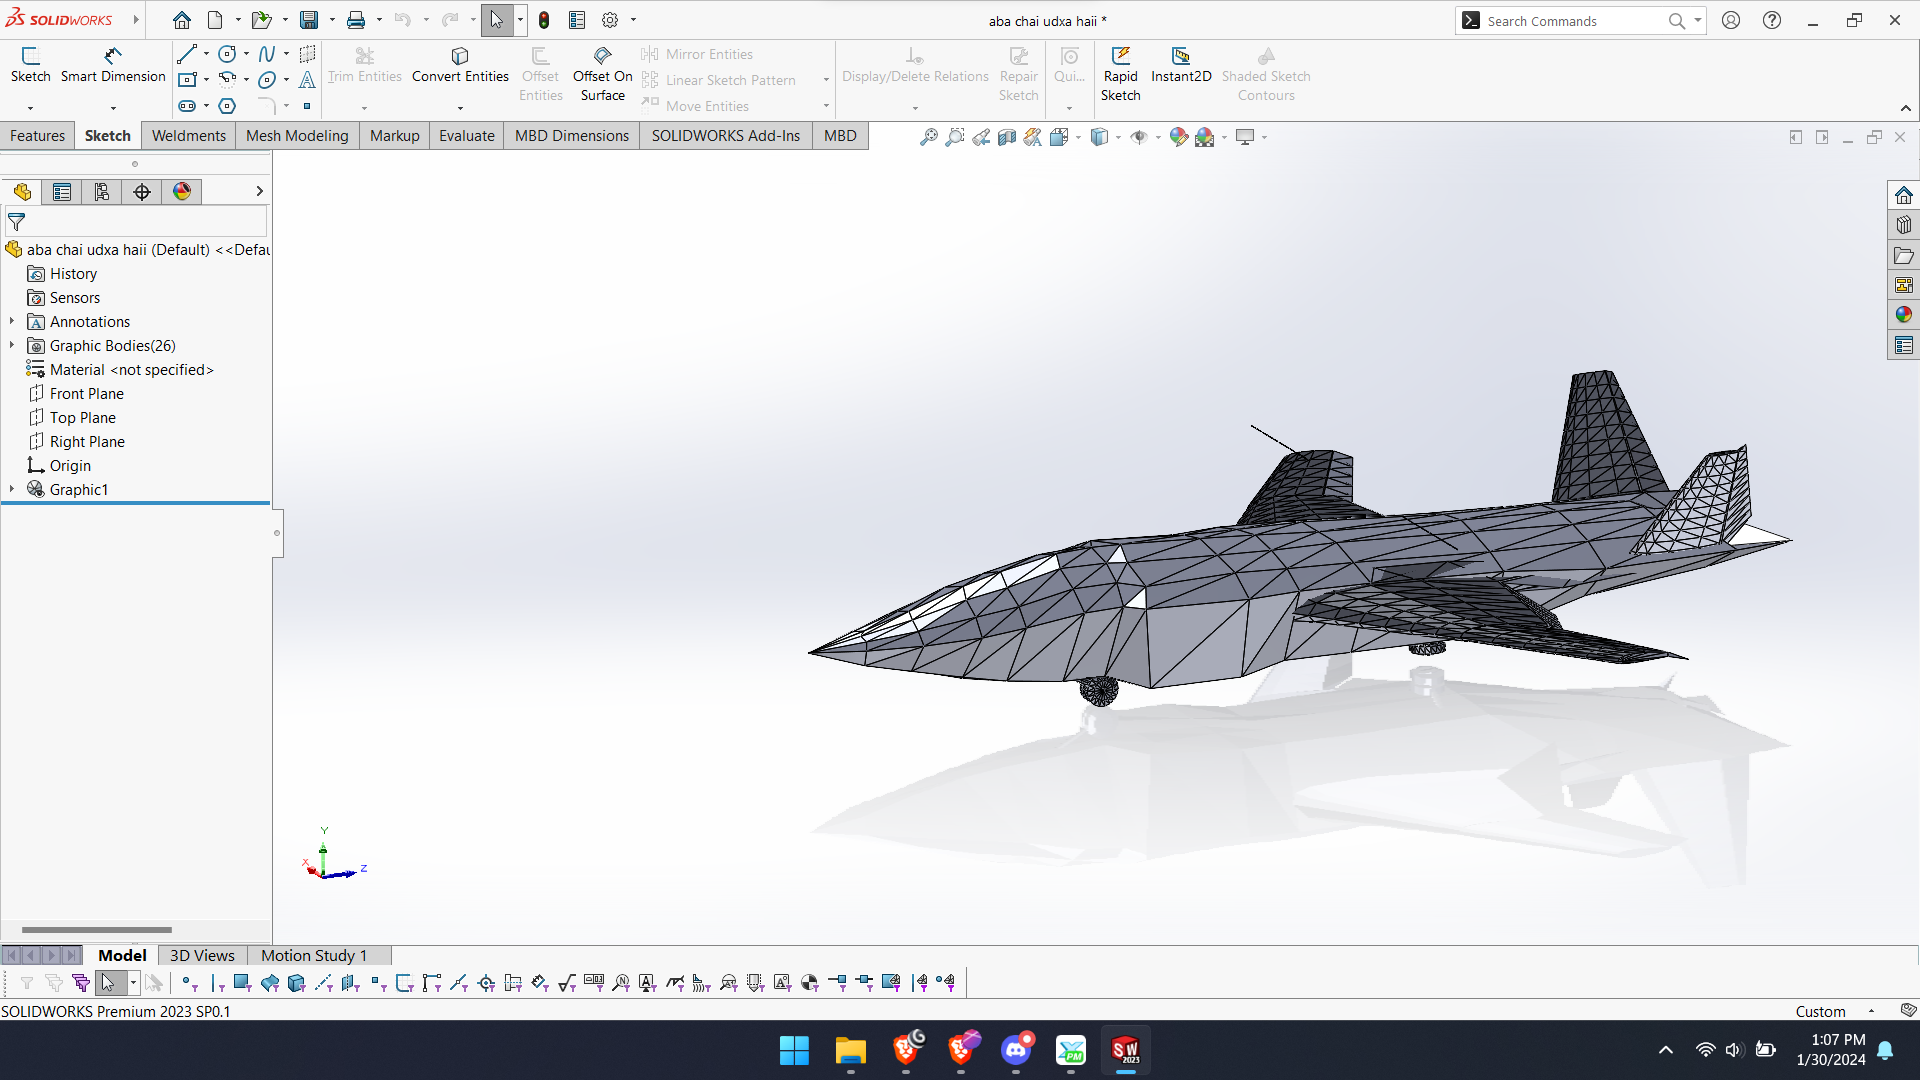 SOLIDWORKS
aba chai udxa haii *
Search Commands
Sketch
Smart Dimension
Trim Entities
Convert Entities
Offset Entities
Offset On Surface
Mirror Entities
Linear Sketch Pattern
Move Entities
Display/Delete Relations
Repair Sketch
Qui...
Rapid Sketch
Instant2D
Shaded Sketch Contours
Features
Sketch
Weldments
Mesh Modeling
Markup
Evaluate
MBD Dimensions
SOLIDWORKS Add-Ins
MBD
aba chai udxa haii (Default) <<Defau
History
Sensors
Annotations
Graphic Bodies(26)
Material <not specified>
Front Plane
Top Plane
Right Plane
Origin
Graphic1
Y
X
Z
Model
3D Views
Motion Study 1
SOLIDWORKS Premium 2023 SP0.1
Custom
PM
SW
2023
1:07 PM
1/30/2024